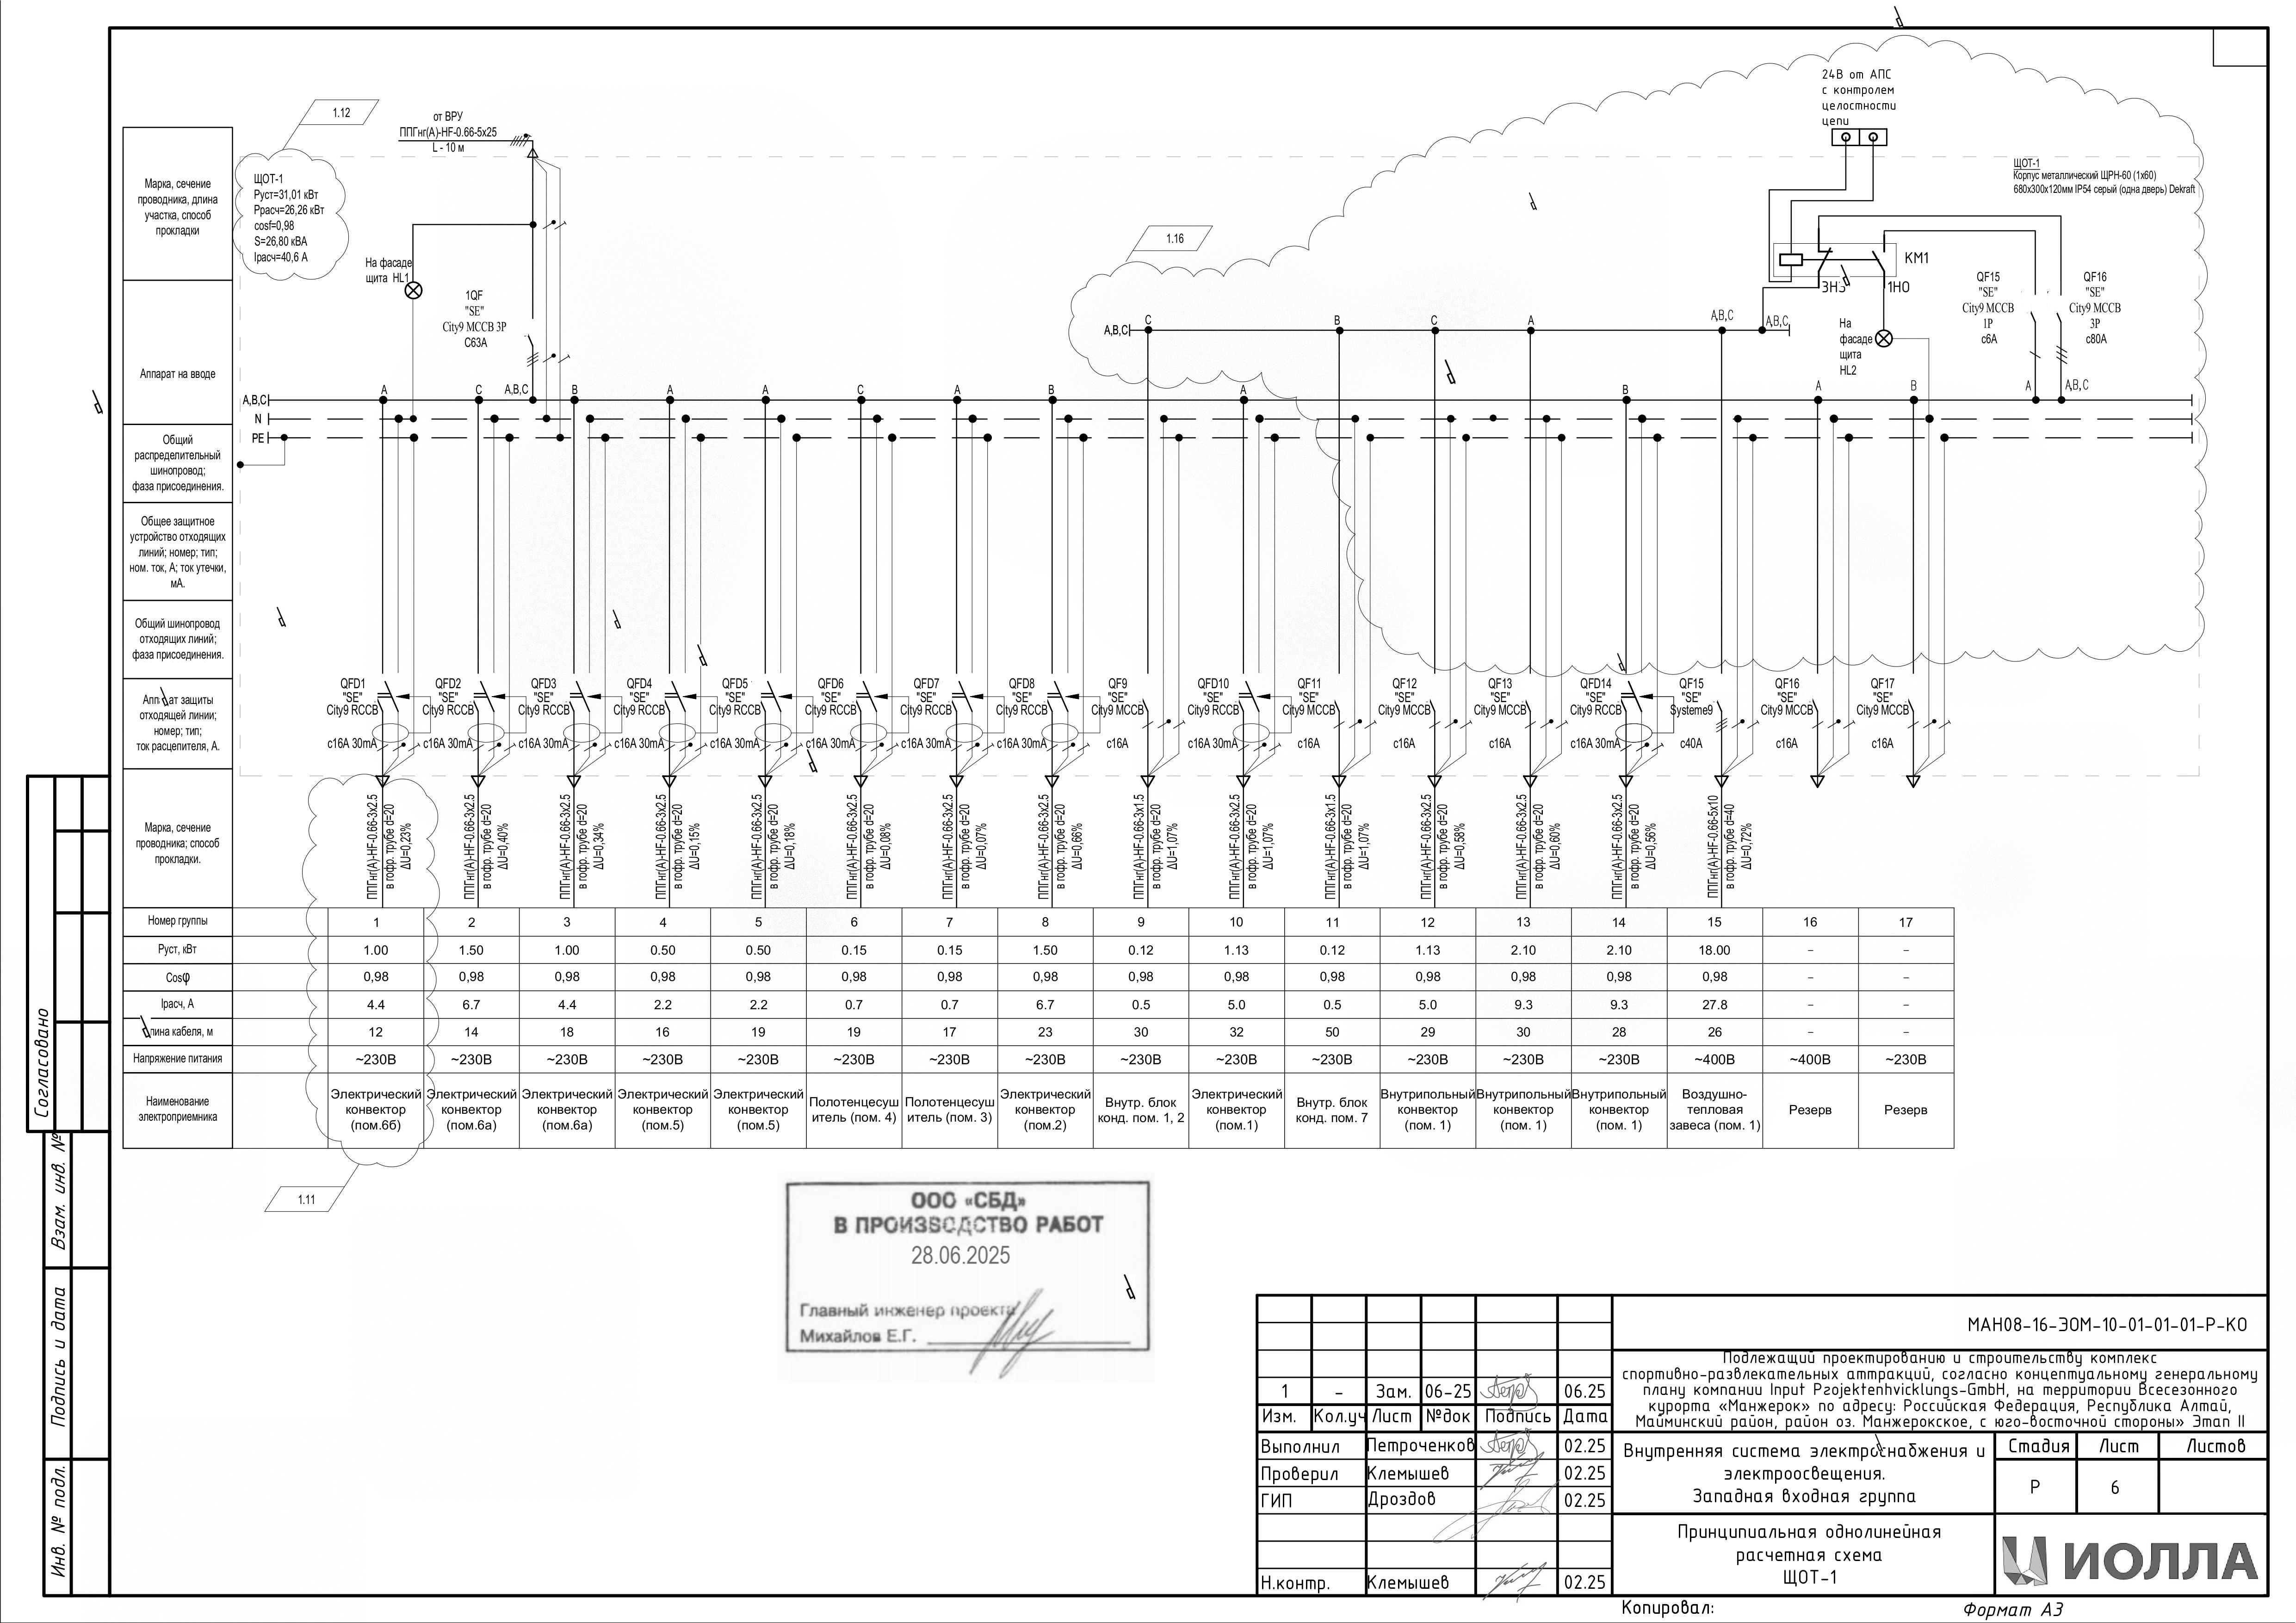 1.12
ЩОТ-1
Руст=31,01 кВт
Ррасч=26,26 кВт
cosf=0,98
S=26,80 кВА
Iрасч=40,6 А
от ВРУ
ППГнг(А)-HF-0.66-5x25
L - 10 м
На фасаде
щита HL1
1QF
"SE"
City9 MCCB 3P
C63A
1.16
24В от АПС
с контролем
целостности
цепи
ЩОТ-1
Корпус металлический ЩРН-60 (1x60)
680x300x120мм IP54 серый (одна дверь) Dekraft
KM1
3НЗ
1НО
На
фасаде
щита
HL2
QF15
"SE"
City9 MCCB
1P
c6A
QF16
"SE"
City9 MCCB
3P
c80A
A,B,C
C
B
C
A
A,B,C
A,B,C
A,B,C
A
C
A,B,C
B
A
A
C
A
B
A
B
A
B
A
A,B,C
N
PE
Марка, сечение
проводника, длина
участка, способ
прокладки
Аппарат на вводе
Общий
распределительный
шинопровод;
фаза присоединения.
Общее защитное
устройство отходящих
линий; номер; тип;
ном. ток, А; ток утечки,
мА.
Общий шинопровод
отходящих линий;
фаза присоединения.
Аппарат защиты
отходящей линии;
номер; тип;
ток расцепителя, А.
Марка, сечение
проводника; способ
прокладки.
QFD1 "SE" City9 RCCB c16A 30mA
QFD2 "SE" City9 RCCB c16A 30mA
QFD3 "SE" City9 RCCB c16A 30mA
QFD4 "SE" City9 RCCB c16A 30mA
QFD5 "SE" City9 RCCB c16A 30mA
QFD6 "SE" City9 RCCB c16A 30mA
QFD7 "SE" City9 RCCB c16A 30mA
QFD8 "SE" City9 RCCB c16A 30mA
QF9 "SE" City9 MCCB c16A
QFD10 "SE" City9 RCCB c16A 30mA
QF11 "SE" City9 MCCB c16A
QF12 "SE" City9 MCCB c16A
QF13 "SE" City9 MCCB c16A
QFD14 "SE" City9 RCCB c16A 30mA
QF15 "SE" Systeme9 c40A
QF16 "SE" City9 MCCB c16A
QF17 "SE" City9 MCCB c16A
ППГнг(А)-HF-0.66-3x2.5 в гофр. трубе d=20 ΔU=0,23%
ППГнг(А)-HF-0.66-3x2.5 в гофр. трубе d=20 ΔU=0,40%
ППГнг(А)-HF-0.66-3x2.5 в гофр. трубе d=20 ΔU=0,34%
ППГнг(А)-HF-0.66-3x2.5 в гофр. трубе d=20 ΔU=0,15%
ППГнг(А)-HF-0.66-3x2.5 в гофр. трубе d=20 ΔU=0,18%
ППГнг(А)-HF-0.66-3x2.5 в гофр. трубе d=20 ΔU=0,08%
ППГнг(А)-HF-0.66-3x2.5 в гофр. трубе d=20 ΔU=0,07%
ППГнг(А)-HF-0.66-3x2.5 в гофр. трубе d=20 ΔU=0,66%
ППГнг(А)-HF-0.66-3x1.5 в гофр. трубе d=20 ΔU=1,07%
ППГнг(А)-HF-0.66-3x2.5 в гофр. трубе d=20 ΔU=1,07%
ППГнг(А)-HF-0.66-3x1.5 в гофр. трубе d=20 ΔU=1,07%
ППГнг(А)-HF-0.66-3x2.5 в гофр. трубе d=20 ΔU=0,58%
ППГнг(А)-HF-0.66-3x2.5 в гофр. трубе d=20 ΔU=0,60%
ППГнг(А)-HF-0.66-3x2.5 в гофр. трубе d=20 ΔU=0,56%
ППГнг(А)-HF-0.66-5x10 в гофр. трубе d=40 ΔU=0,72%
Номер группы 1 2 3 4 5 6 7 8 9 10 11 12 13 14 15 16 17
Руст, кВт 1.00 1.50 1.00 0.50 0.50 0.15 0.15 1.50 0.12 1.13 0.12 1.13 2.10 2.10 18.00 – –
Cosφ 0,98 0,98 0,98 0,98 0,98 0,98 0,98 0,98 0,98 0,98 0,98 0,98 0,98 0,98 0,98 – –
Iрасч, А 4.4 6.7 4.4 2.2 2.2 0.7 0.7 6.7 0.5 5.0 0.5 5.0 9.3 9.3 27.8 – –
Длина кабеля, м 12 14 18 16 19 19 17 23 30 32 50 29 30 28 26 – –
Напряжение питания ~230В ~230В ~230В ~230В ~230В ~230В ~230В ~230В ~230В ~230В ~230В ~230В ~230В ~230В ~400В ~400В ~230В
Наименование
электроприемника
Электрический конвектор (пом.6б)
Электрический конвектор (пом.6а)
Электрический конвектор (пом.6а)
Электрический конвектор (пом.5)
Электрический конвектор (пом.5)
Полотенцесуш итель (пом. 4)
Полотенцесуш итель (пом. 3)
Электрический конвектор (пом.2)
Внутр. блок конд. пом. 1, 2
Электрический конвектор (пом.1)
Внутр. блок конд. пом. 7
Внутрипольный конвектор (пом. 1)
Внутрипольный конвектор (пом. 1)
Внутрипольный конвектор (пом. 1)
Воздушно-тепловая завеса (пом. 1)
Резерв
Резерв
1.11
ООО «СБД»
В ПРОИЗВОДСТВО РАБОТ
28.06.2025
Главный инженер проекта
Михайлов Е.Г.
Согласовано
Взам. инв. №
Подпись и дата
Инв. № подл.
МАН08-16-ЭОМ-10-01-01-01-Р-КО
Подлежащий проектированию и строительству комплекс
спортивно-развлекательных аттракций, согласно концептуальному генеральному
плану компании Input Projektenhvicklungs-GmbH, на территории Всесезонного
курорта «Манжерок» по адресу: Российская Федерация, Республика Алтай,
Майминский район, район оз. Манжерокское, с юго-восточной стороны» Этап II
1 – Зам. 06-25 06.25
Изм. Кол.уч Лист №док Подпись Дата
Выполнил Петроченков 02.25
Проверил Клемышев 02.25
ГИП Дроздов 02.25
Н.контр. Клемышев 02.25
Внутренняя система электроснабжения и
электроосвещения.
Западная входная группа
Стадия Лист Листов
Р 6
Принципиальная однолинейная
расчетная схема
ЩОТ-1
ИОЛЛА
Копировал:
Формат А3